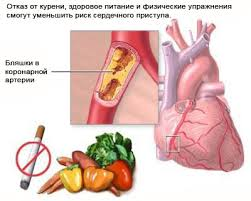 Отказ от курени, здоровое питание и физические упражнения
смогут уменьшить риск сердечного приступа.
Бляшки в
коронарной
артерии